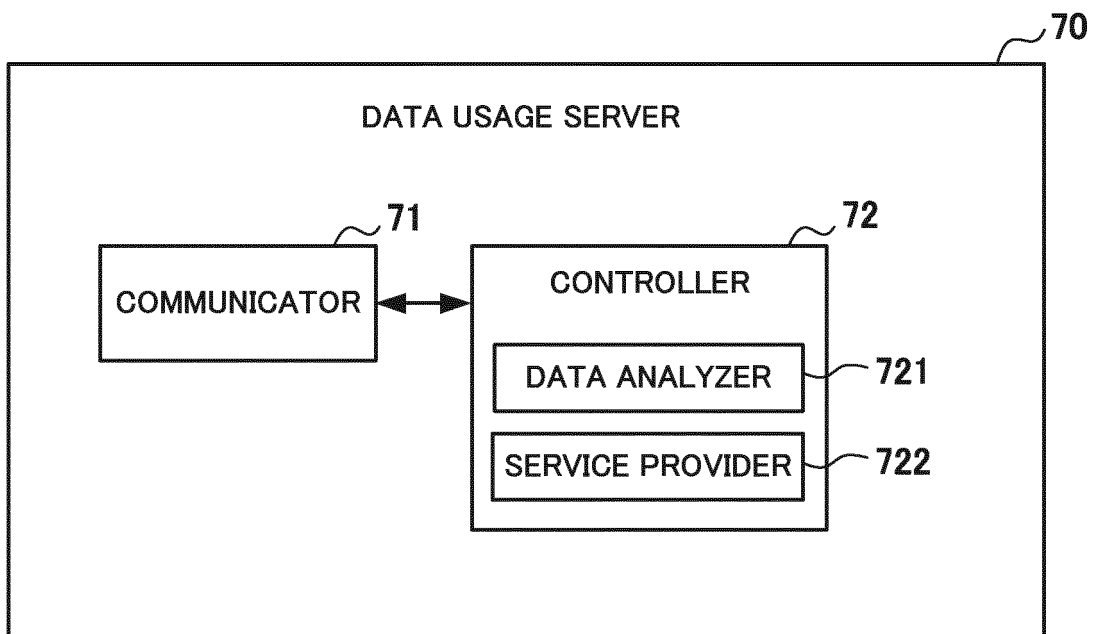 70
DATA USAGE SERVER
71
72
COMMUNICATOR
CONTROLLER
DATA ANALYZER
721
SERVICE PROVIDER
722